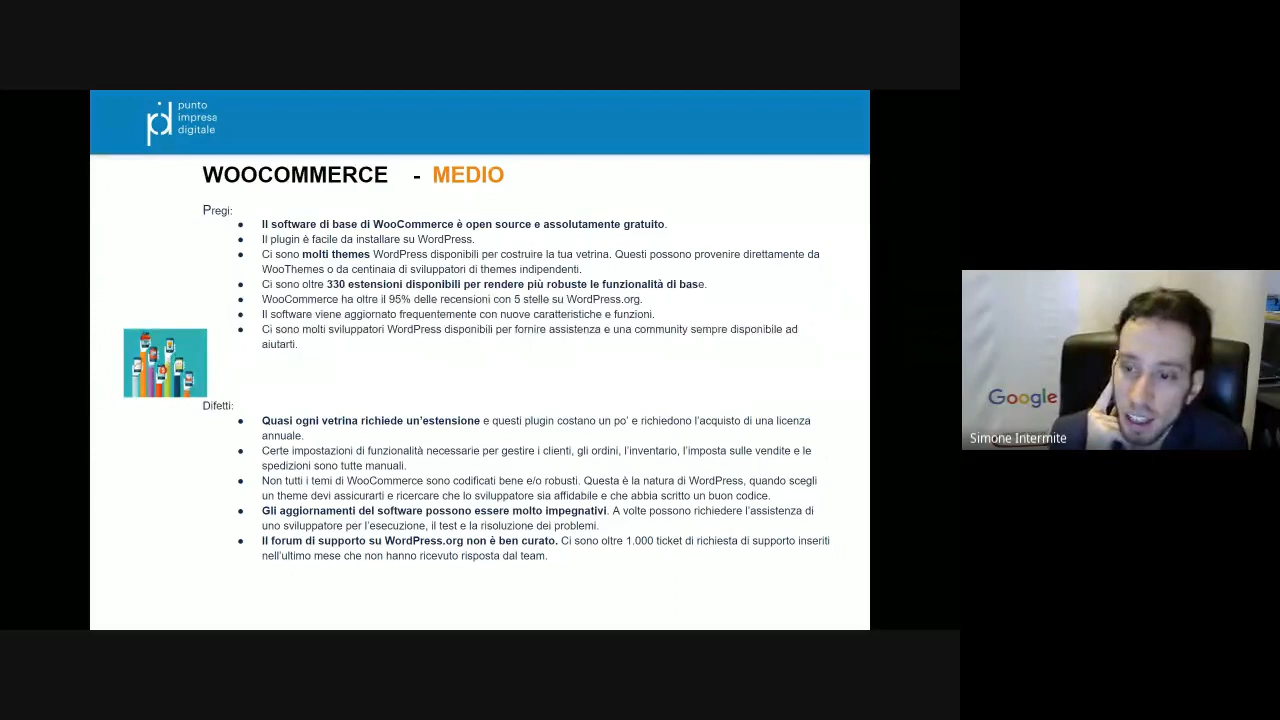 punto
impresa
digitale
WOOCOMMERCE - MEDIO
Pregi:
● Il software di base di WooCommerce è open source e assolutamente gratuito.
● Il plugin è facile da installare su WordPress.
● Ci sono molti themes WordPress disponibili per costruire la tua vetrina. Questi possono provenire direttamente da
WooThemes o da centinaia di sviluppatori di themes indipendenti.
● Ci sono oltre 330 estensioni disponibili per rendere più robuste le funzionalità di base.
● WooCommerce ha oltre il 95% delle recensioni con 5 stelle su WordPress.org.
● Il software viene aggiornato frequentemente con nuove caratteristiche e funzioni.
● Ci sono molti sviluppatori WordPress disponibili per fornire assistenza e una community sempre disponibile ad
aiutarti.
Difetti:
● Quasi ogni vetrina richiede un'estensione e questi plugin costano un po' e richiedono l'acquisto di una licenza
annuale.
● Certe impostazioni di funzionalità necessarie per gestire i clienti, gli ordini, l'inventario, l'imposta sulle vendite e le
spedizioni sono tutte manuali.
● Non tutti i temi di WooCommerce sono codificati bene e/o robusti. Questa è la natura di WordPress, quando scegli
un theme devi assicurarti e ricercare che lo sviluppatore sia affidabile e che abbia scritto un buon codice.
● Gli aggiornamenti del software possono essere molto impegnativi. A volte possono richiedere l'assistenza di
uno sviluppatore per l'esecuzione, il test e la risoluzione dei problemi.
● Il forum di supporto su WordPress.org non è ben curato. Ci sono oltre 1.000 ticket di richiesta di supporto inseriti
nell'ultimo mese che non hanno ricevuto risposta dal team.
Google
Simone Intermite